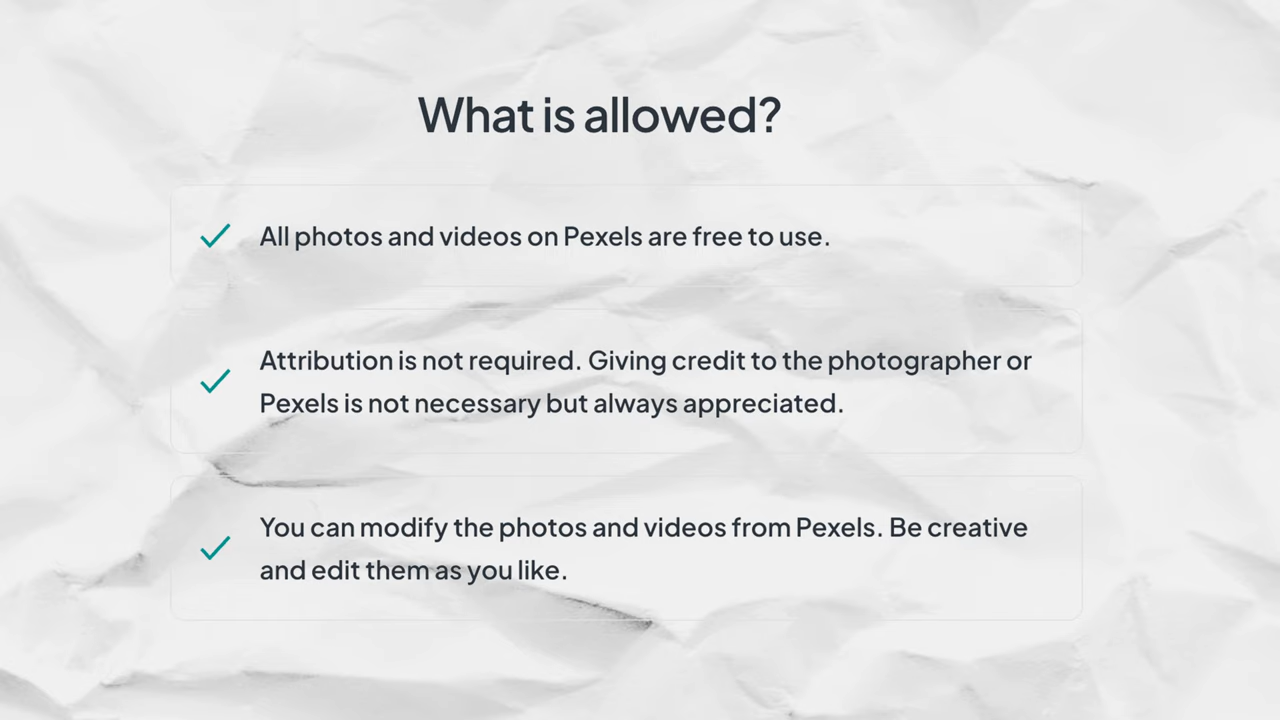 What is allowed?
All photos and videos on Pexels are free to use.
Attribution is not required. Giving credit to the photographer or
Pexels is not necessary but always appreciated.
You can modify the photos and videos from Pexels. Be creative
and edit them as you like.